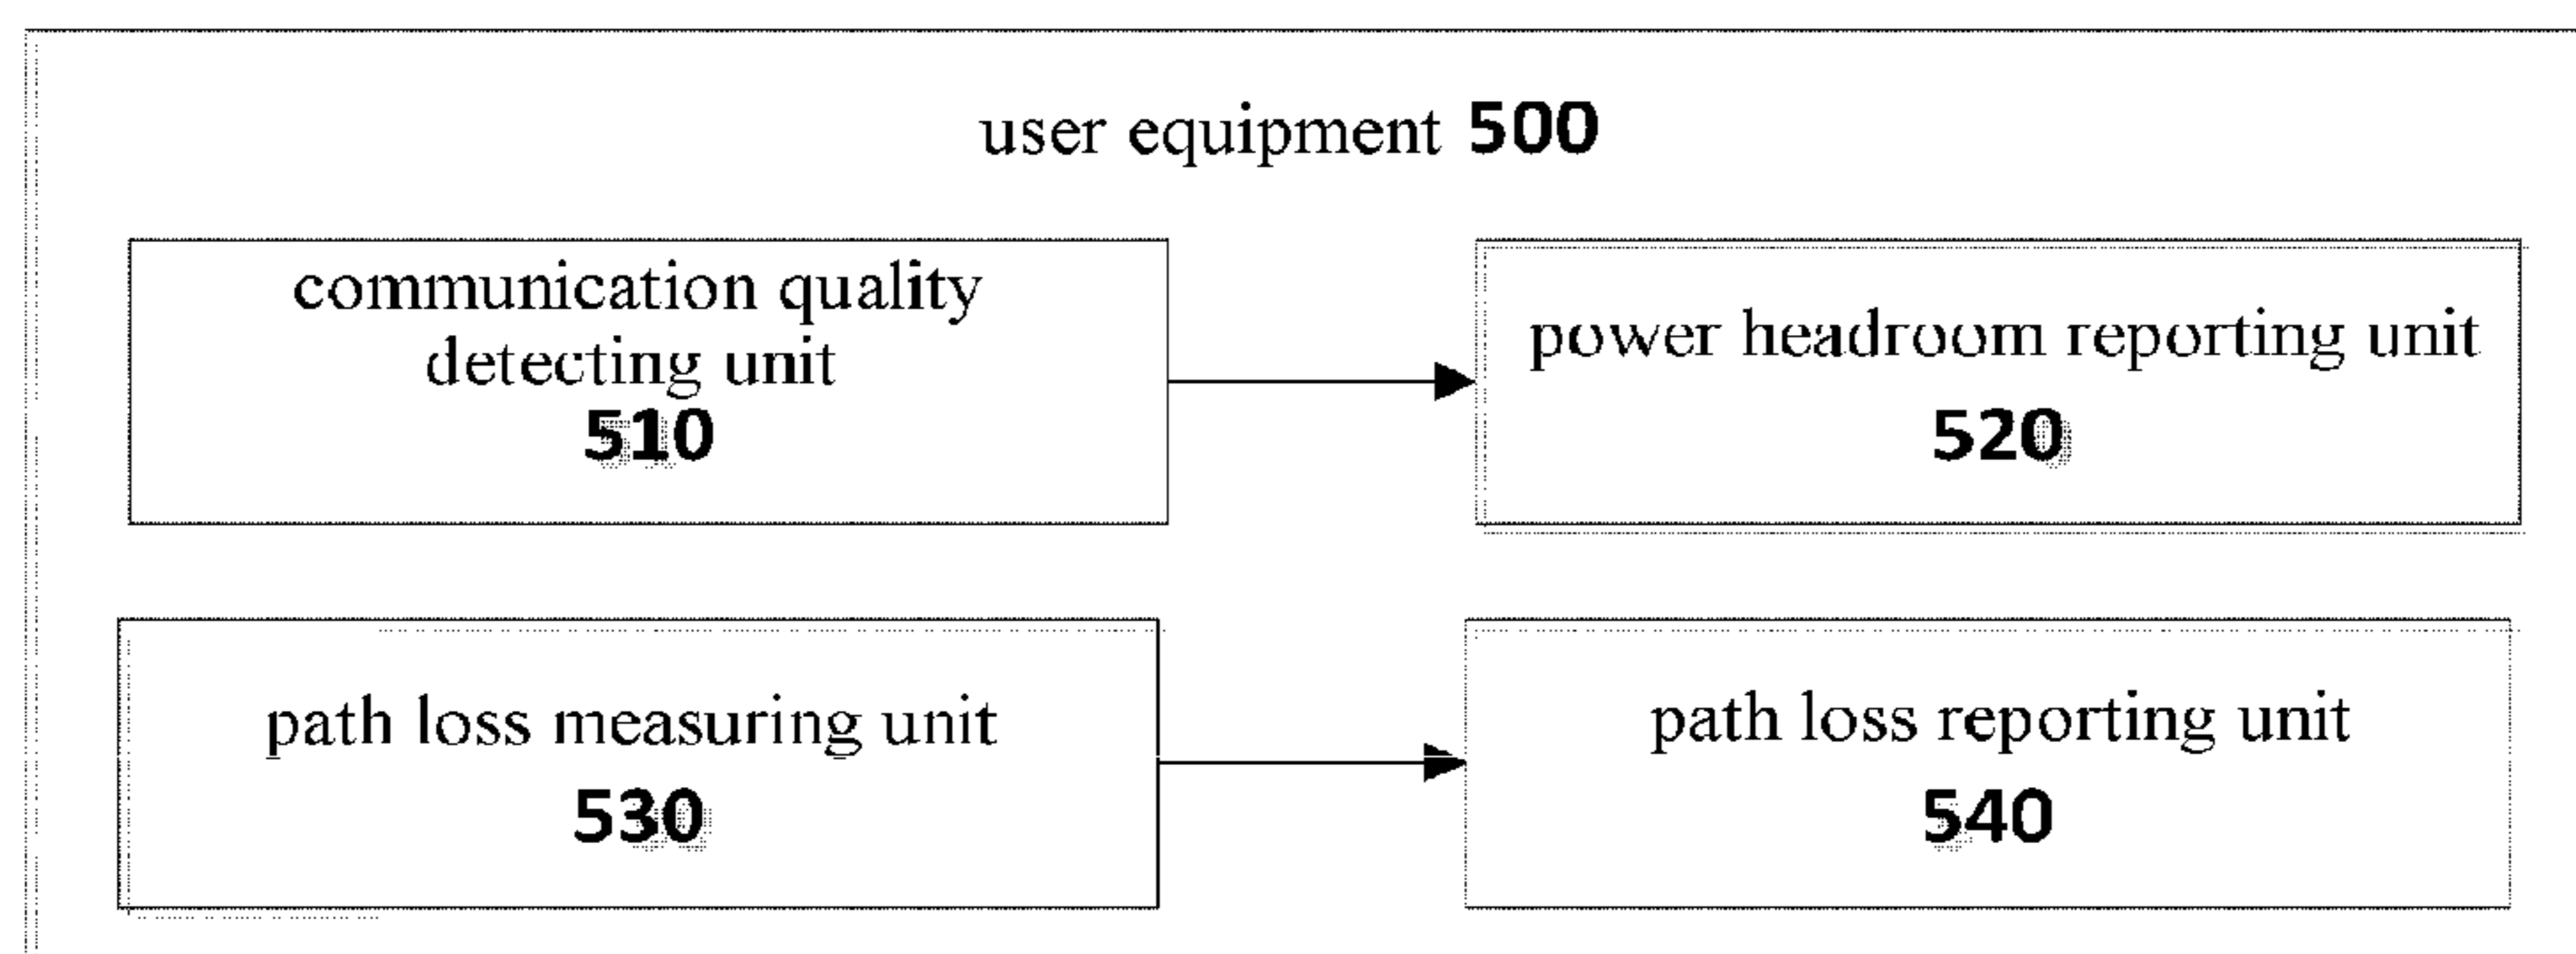 user equipment 500
communication quality
detecting unit
510
power headroom reporting unit
520
path loss measuring unit
530
path loss reporting unit
540